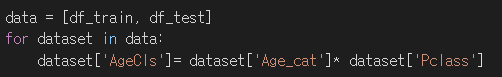 data = [df_train, df_test]
for dataset in data:
    dataset['AgeCls']= dataset['Age_cat']* dataset['Pclass']